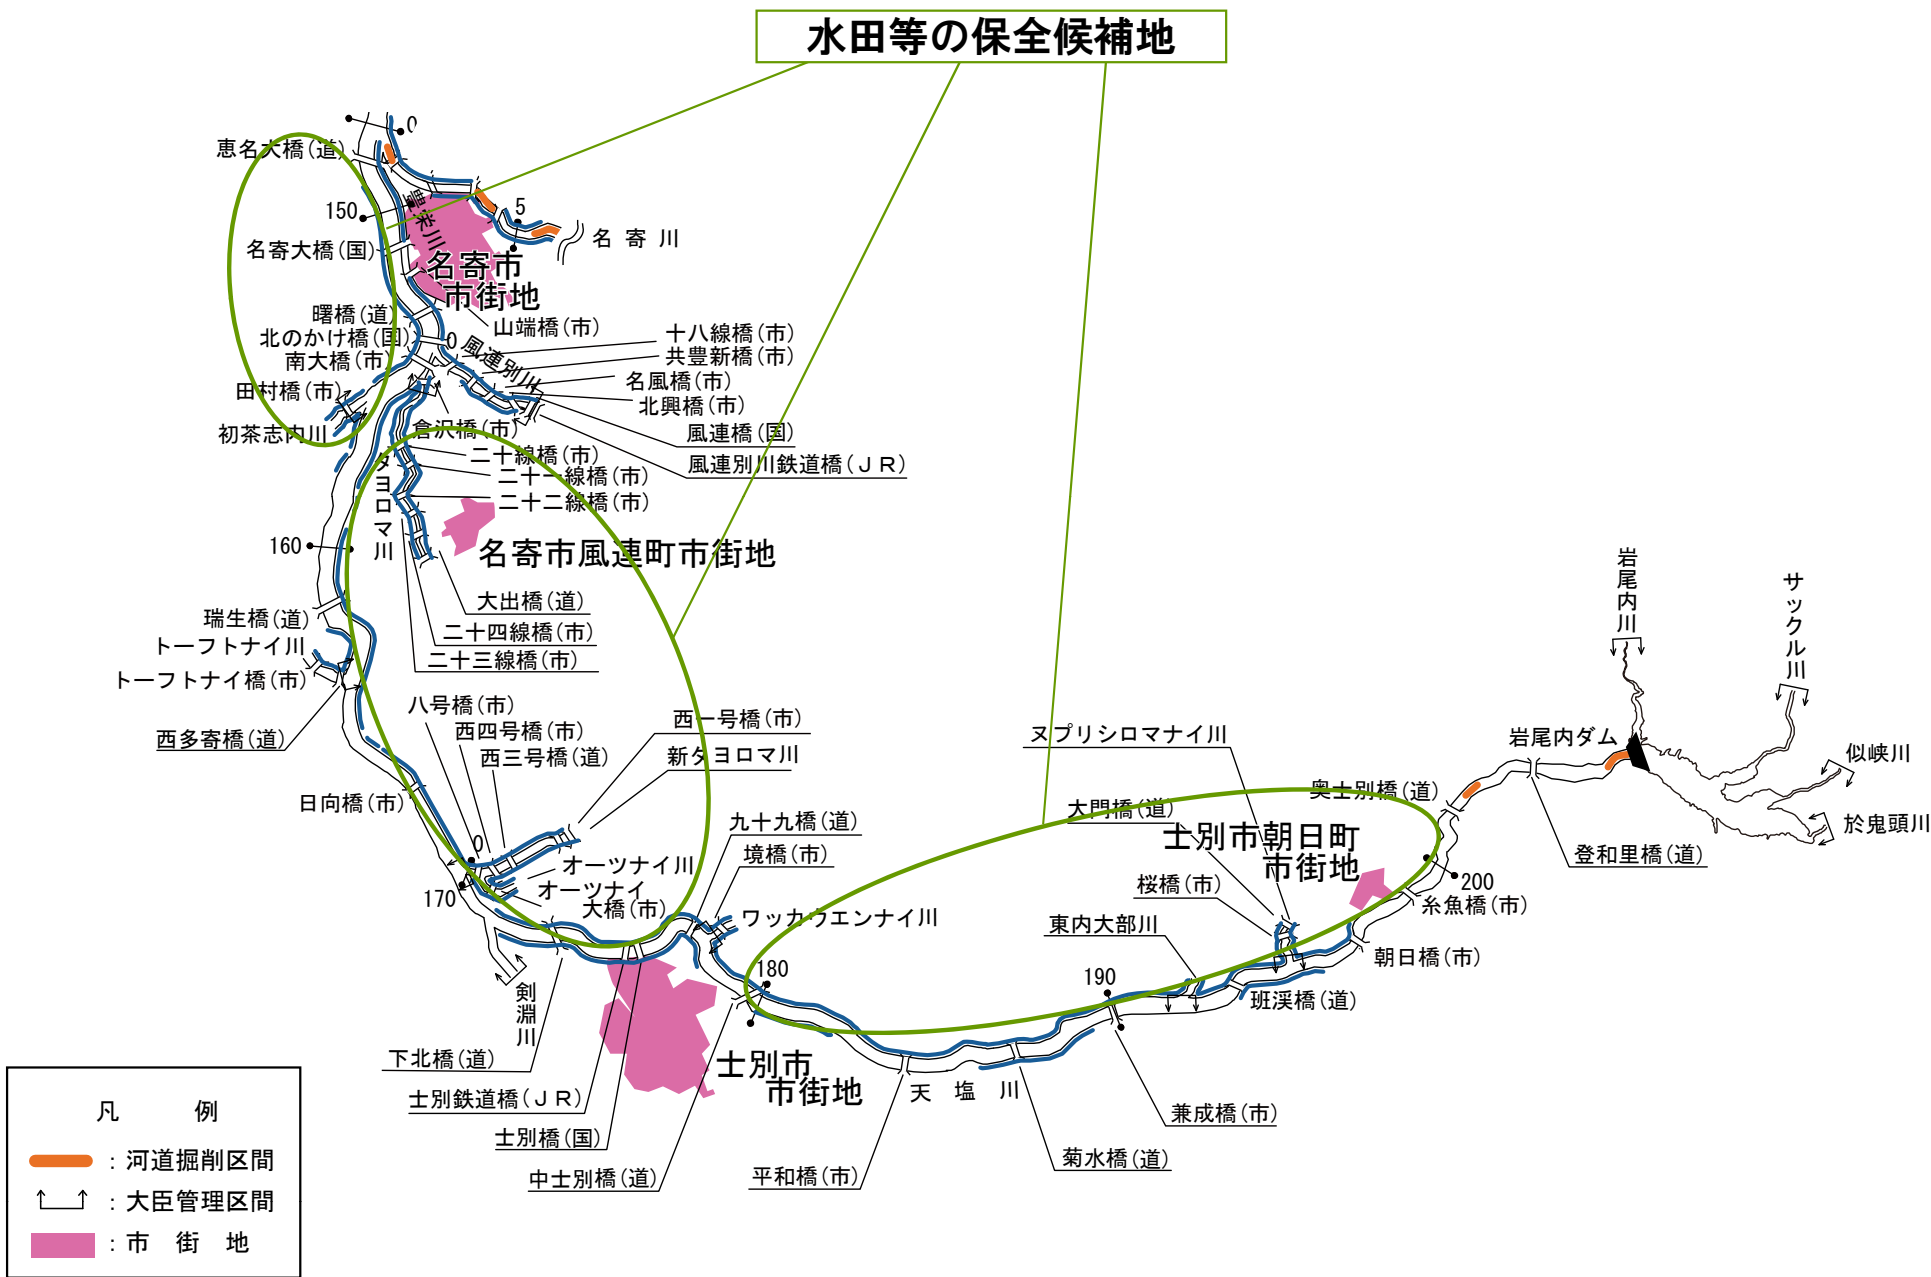 水田等の保全候補地
0
恵名大橋(道)
150
豊栄川
5
名寄川
名寄大橋(国)
名寄市
市街地
曙橋(道)
山端橋(市)
北のかけ橋(国)
0
風連別川
十八線橋(市)
南大橋(市)
共豊新橋(市)
田村橋(市)
名風橋(市)
北興橋(市)
初茶志内川
倉沢橋(市)
風連橋(国)
二十線橋(市)
風連別川鉄道橋(JR)
タヨロマ川
二十一線橋(市)
二十二線橋(市)
160
名寄市風連町市街地
大出橋(道)
瑞生橋(道)
二十四線橋(市)
トーフトナイ川
二十三線橋(市)
トーフトナイ橋(市)
八号橋(市)
西多寄橋(道)
西四号橋(市)
西一号橋(市)
西三号橋(道)
新タヨロマ川
日向橋(市)
0
九十九橋(道)
オーツナイ川
境橋(市)
170
オーツナイ
大橋(市)
ワッカウエンナイ川
剣淵川
下北橋(道)
士別市
市街地
士別鉄道橋(JR)
士別橋(国)
中士別橋(道)
180
平和橋(市)
天塩川
菊水橋(道)
兼成橋(市)
190
東内大部川
桜橋(市)
大門橋(道)
ヌプリシロマナイ川
班渓橋(道)
朝日橋(市)
糸魚橋(市)
200
士別市朝日町
市街地
奥士別橋(道)
登和里橋(道)
岩尾内ダム
岩尾内川
サックル川
似峡川
於鬼頭川
凡例
:河道掘削区間
:大臣管理区間
:市街地